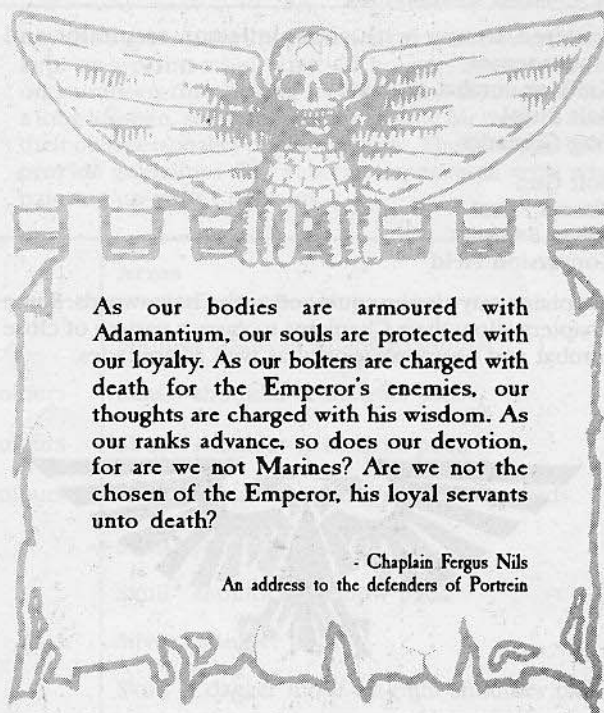 As our bodies are armoured with
Adamantium, our souls are protected with
our loyalty. As our bolters are charged with
death for the Emperor's enemies, our
thoughts are charged with his wisdom. As
our ranks advance, so does our devotion,
for are we not Marines? Are we not the
chosen of the Emperor, his loyal servants
unto death?
- Chaplain Fergus Nils
An address to the defenders of Portrein